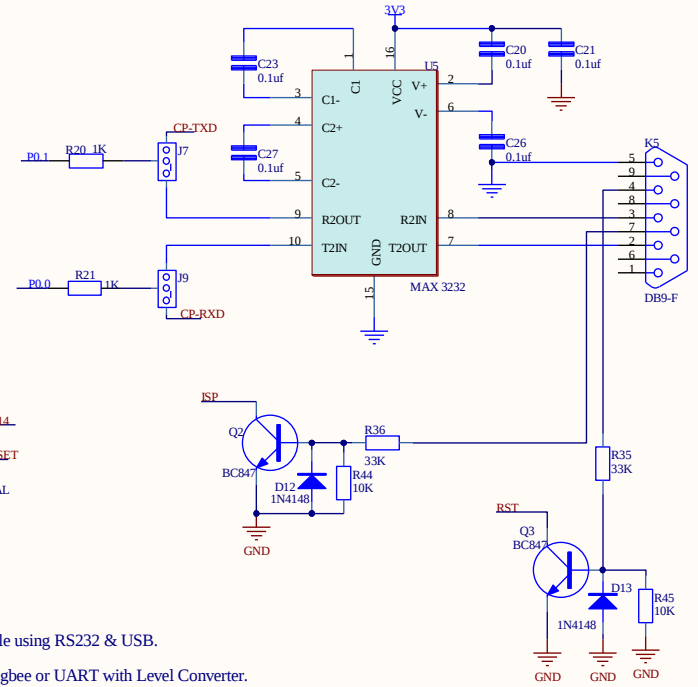 3V3
C23
0.1uf
1
16
C20
0.1uf
C21
0.1uf
U5
C1
VCC
V+
2
3
C1-
V-
6
4
C2+
C26
0.1uf
CP-TXD
R20 1K
P0.1
J7
C27
0.1uf
5
C2-
9
R2OUT
R2IN
8
10
T2IN
GND
T2OUT
7
15
MAX 3232
K5
5
9
4
8
3
7
2
6
1
DB9-F
P0.0
R21
1K
J9
CP-RXD
ISP
Q2
BC847
R36
33K
D12
1N4148
R44
10K
GND
14
SET
AL
R35
33K
RST
Q3
BC847
D13
1N4148
R45
10K
GND
GND
GND
le using RS232 & USB.
gbee or UART with Level Converter.